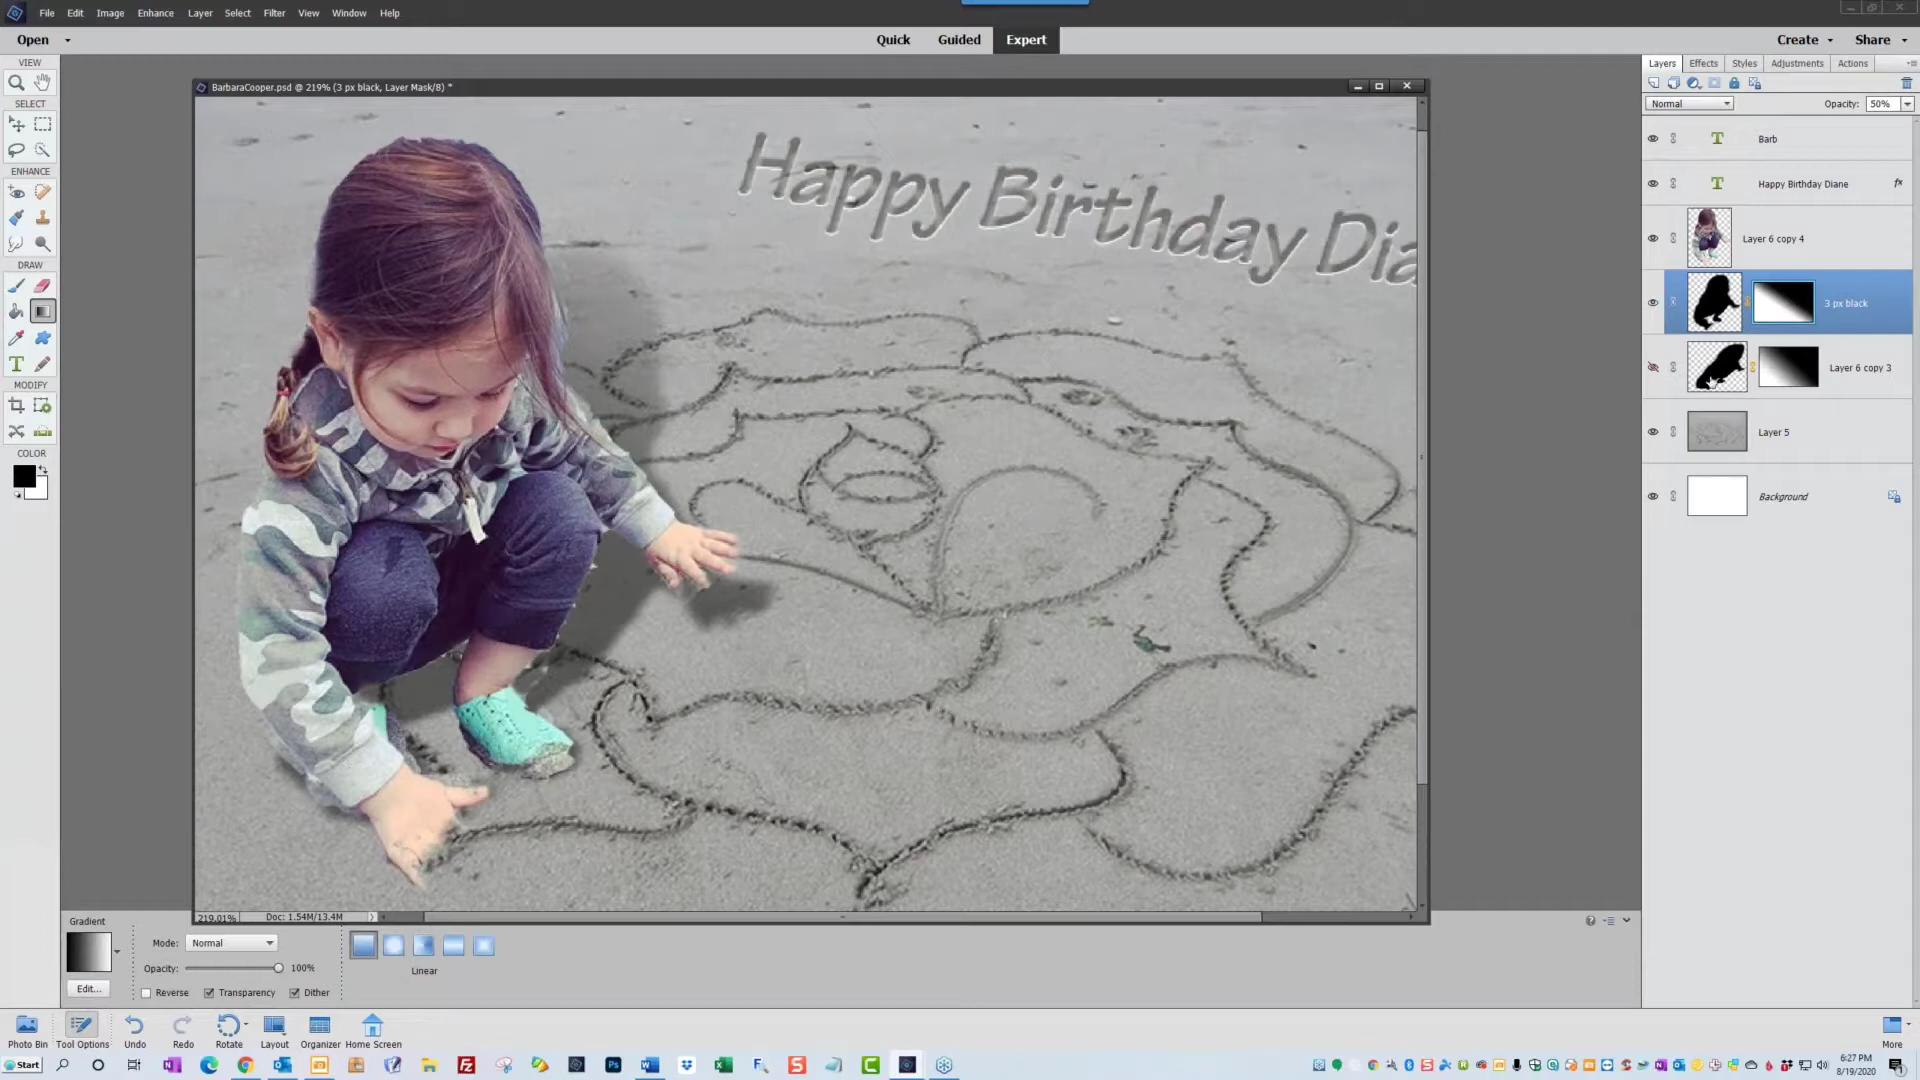 File Edit Image Enhance Layer Select Filter View Window Help
Open Quick Guided Expert Create Share
VIEW
SELECT
ENHANCE
DRAW
MODIFY
COLOR
BarbaraCooper.psd @ 219% (3 px black, Layer Mask/8) *
Happy Birthday Dia
219.01% Doc: 1.54M/13.4M
Layers Effects Styles Adjustments Actions
Normal Opacity: 50%
T Barb
T Happy Birthday Diane fx
Layer 6 copy 4
3 px black
Layer 6 copy 3
Layer 5
Background
Gradient
Edit...
Mode: Normal
Opacity: 100%
Reverse Transparency Dither
Linear
Photo Bin Tool Options Undo Redo Rotate Layout Organizer Home Screen More
Start
6:27 PM
8/19/2020